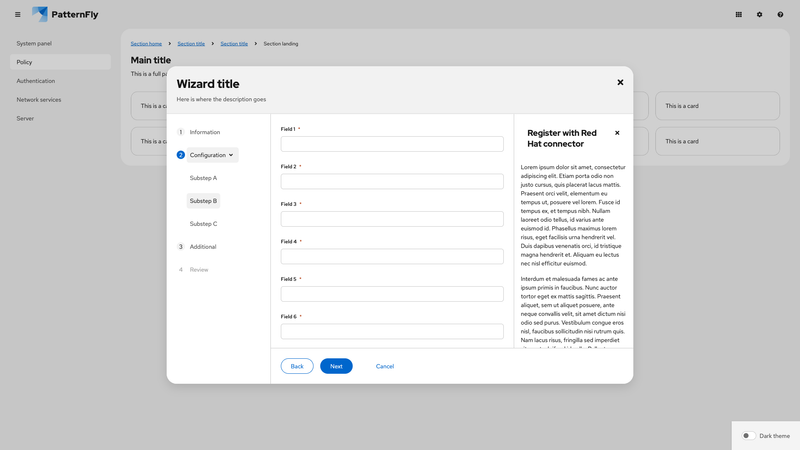 PatternFly
System panel
Policy
Authentication
Network services
Server
Section home
Section title
Section title
Section landing
Main title
This is a full pa
This is a ca
This is a card
This is a ca
This is a card
Wizard title
Here is where the description goes
1 Information
2 Configuration
Substep A
Substep B
Substep C
3 Additional
4 Review
Field 1 *
Field 2 *
Field 3 *
Field 4 *
Field 5 *
Field 6 *
Back
Next
Cancel
Register with Red
Hat connector
Lorem ipsum dolor sit amet, consectetur
adipiscing elit. Etiam porta odio non
justo cursus, quis placerat lacus mattis.
Praesent orci velit, elementum eu
tempus ut, posuere vel lorem. Fusce id
tempus ex, et tempus nibh. Nullam
laoreet odio tellus, id varius ante
euismod id. Phasellus maximus lorem
risus, eget facilisis urna hendrerit vel.
Duis dapibus venenatis orci, id tristique
magna hendrerit et. Aliquam eu lectus
nec nisl efficitur euismod.
Interdum et malesuada fames ac ante
ipsum primis in faucibus. Nunc auctor
tortor eget ex mattis sagittis. Praesent
aliquet, sem ut aliquet posuere, ante
neque convallis velit, sit amet dictum nisi
odio sed purus. Vestibulum congue eros
nisl, faucibus sollicitudin nisi rutrum quis.
Nam lacus risus, fringilla sed imperdiet
Dark theme